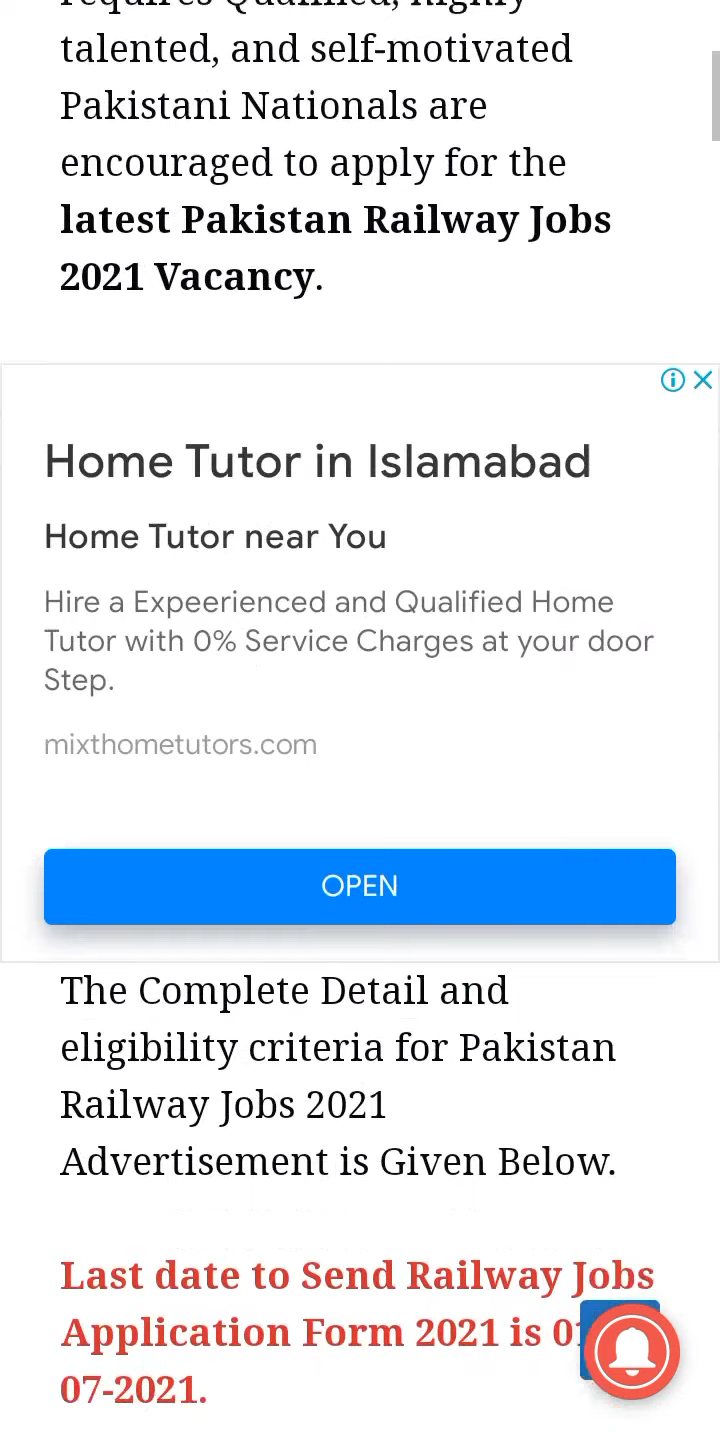 talented, and self-motivated
Pakistani Nationals are
encouraged to apply for the
latest Pakistan Railway Jobs
2021 Vacancy.
Home Tutor in Islamabad
Home Tutor near You
Hire a Expeerienced and Qualified Home
Tutor with 0% Service Charges at your door
Step.
mixthometutors.com
OPEN
The Complete Detail and
eligibility criteria for Pakistan
Railway Jobs 2021
Advertisement is Given Below.
Last date to Send Railway Jobs
Application Form 2021 is
07-2021.